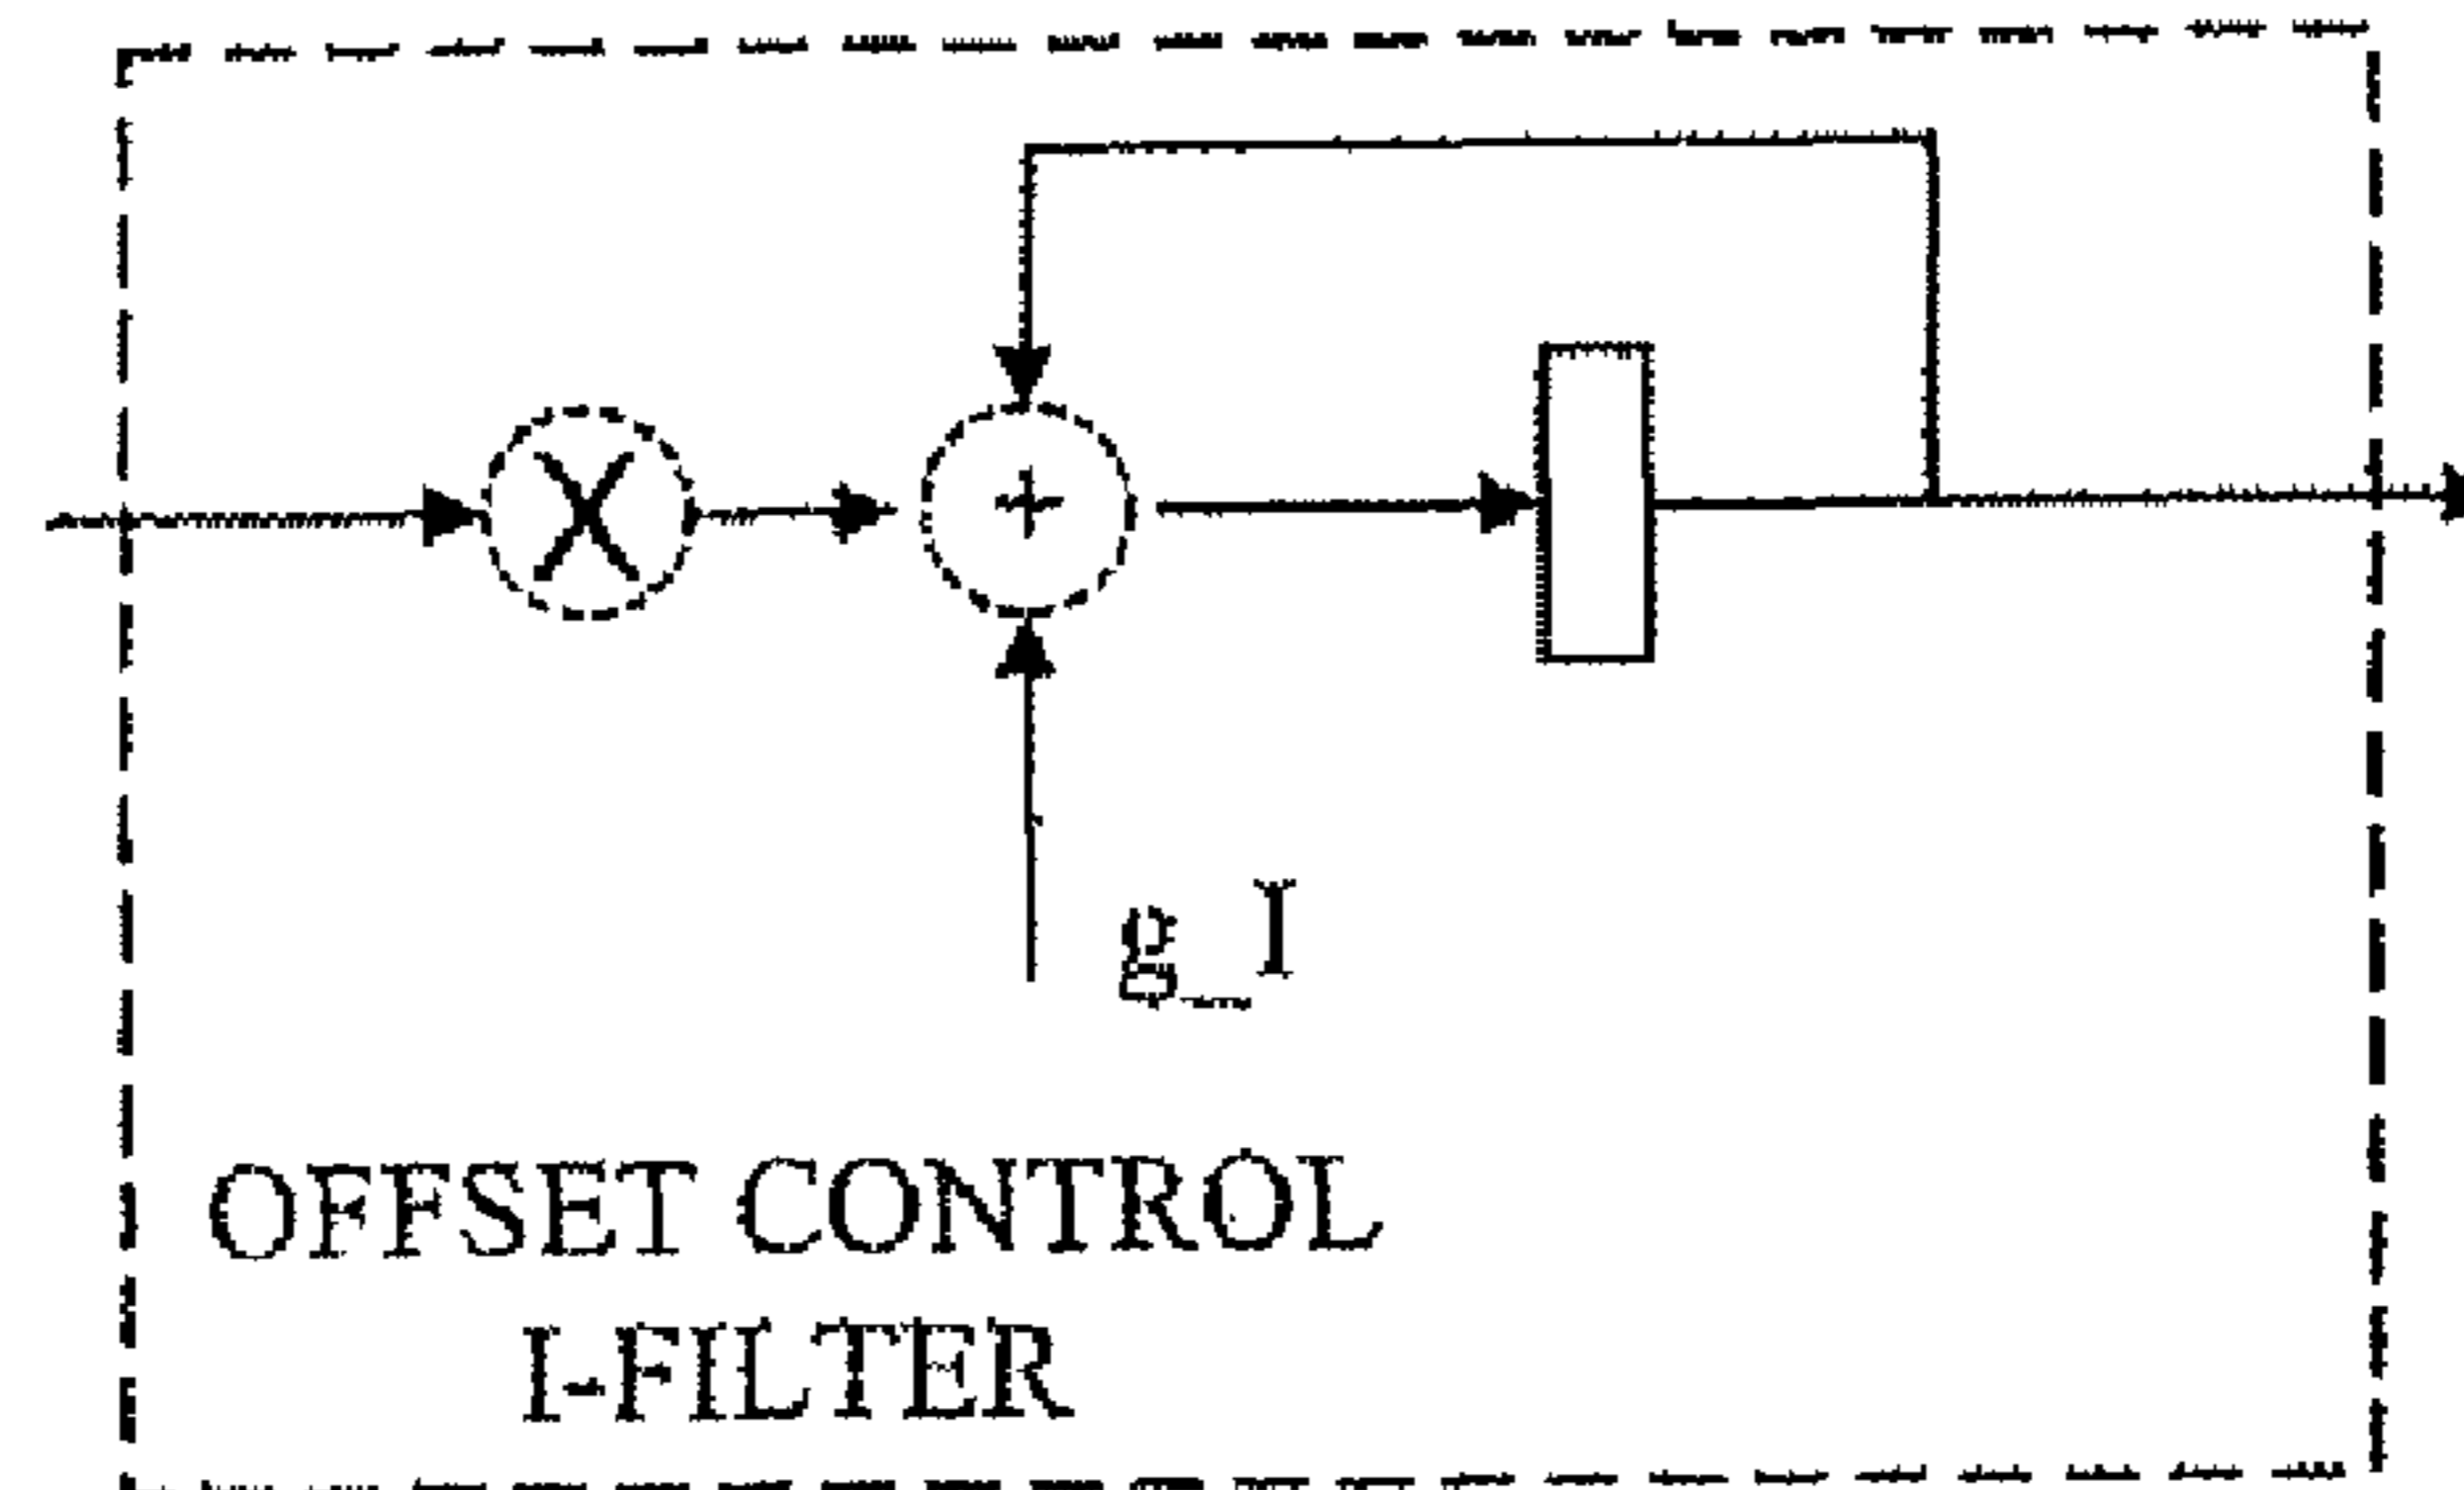 X
+
g_I
OFFSET CONTROL
I-FILTER